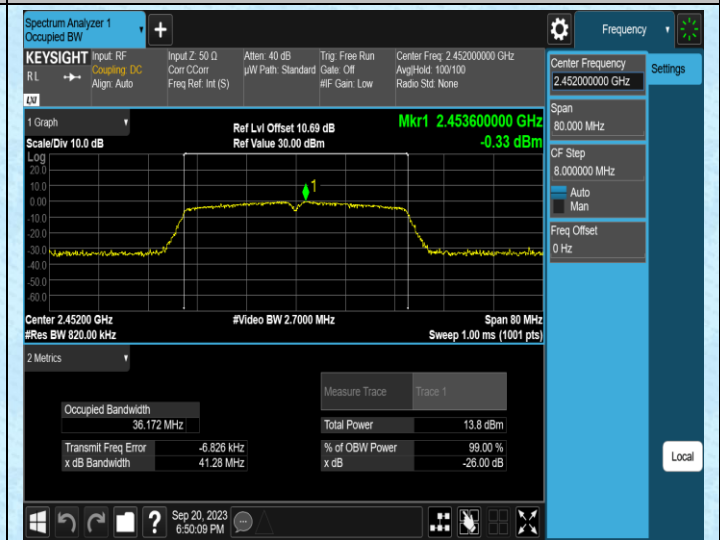 Spectrum Analyzer 1
Occupied BW
+
Frequency
KEYSIGHT
RL
LXI
Input: RF
Coupling: DC
Align: Auto
Input Z: 50 Ω
Corr CCorr
Freq Ref: Int (S)
Atten: 40 dB
µW Path: Standard
Trig: Free Run
Gate: Off
#IF Gain: Low
Center Freq: 2.452000000 GHz
Avg|Hold: 100/100
Radio Std: None
Center Frequency
2.452000000 GHz
Settings
Span
80.000 MHz
CF Step
8.000000 MHz
Auto
Man
Freq Offset
0 Hz
Local
1 Graph
Scale/Div 10.0 dB
Ref Lvl Offset 10.69 dB
Ref Value 30.00 dBm
Mkr1 2.453600000 GHz
-0.33 dBm
Log
20.0
10.0
0.00
-10.0
-20.0
-30.0
-40.0
-50.0
-60.0
1
Center 2.45200 GHz
#Res BW 820.00 kHz
#Video BW 2.7000 MHz
Span 80 MHz
Sweep 1.00 ms (1001 pts)
2 Metrics
Measure Trace Trace 1
Occupied Bandwidth
36.172 MHz
Total Power 13.8 dBm
Transmit Freq Error -6.826 kHz
% of OBW Power 99.00 %
x dB Bandwidth 41.28 MHz
x dB -26.00 dB
?
Sep 20, 2023
6:50:09 PM